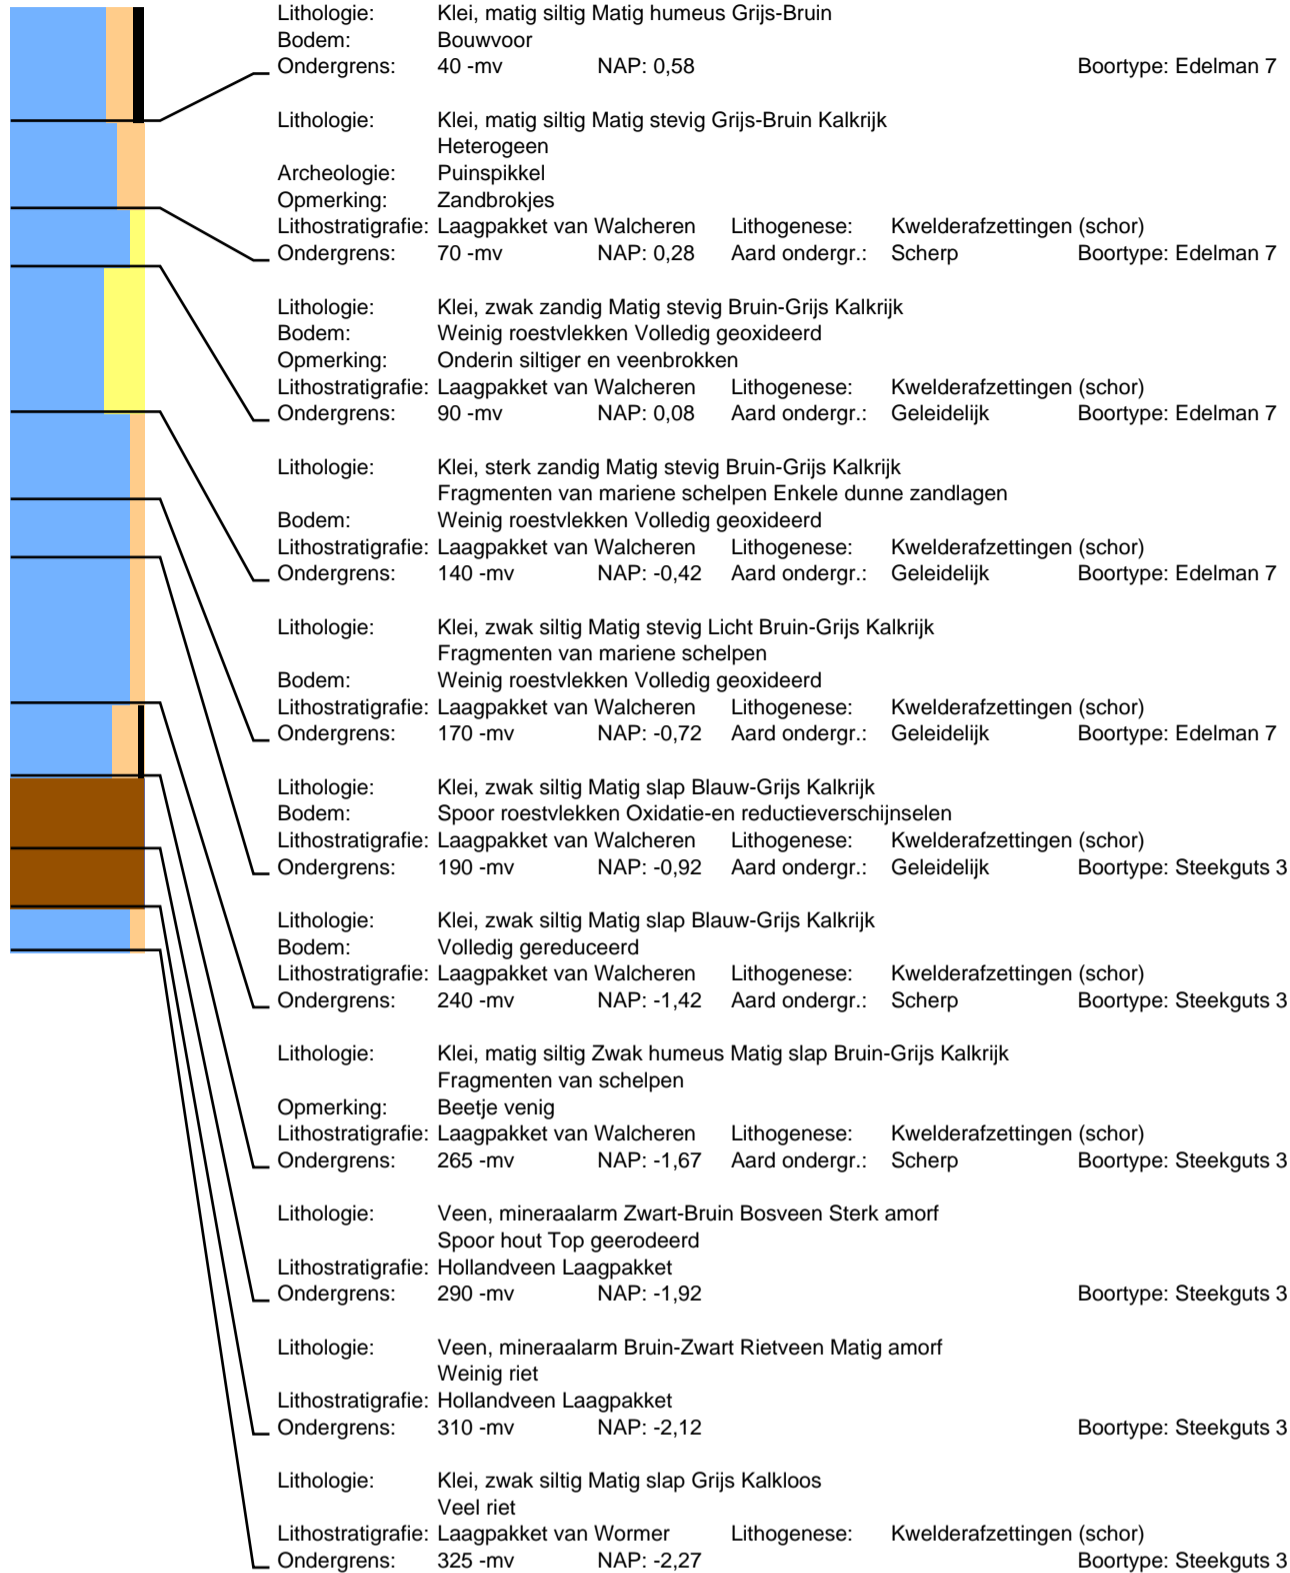 Lithologie: Klei, matig siltig Matig humeus Grijs-Bruin
Bodem: Bouwvoor
Ondergrens: 40 -mv NAP: 0,58 Boortype: Edelman 7
Lithologie: Klei, matig siltig Matig stevig Grijs-Bruin Kalkrijk
Heterogeen
Archeologie: Puinspikkel
Opmerking: Zandbrokjes
Lithostratigrafie: Laagpakket van Walcheren Lithogenese: Kwelderafzettingen (schor)
Ondergrens: 70 -mv NAP: 0,28 Aard ondergr.: Scherp Boortype: Edelman 7
Lithologie: Klei, zwak zandig Matig stevig Bruin-Grijs Kalkrijk
Bodem: Weinig roestvlekken Volledig geoxideerd
Opmerking: Onderin siltiger en veenbrokken
Lithostratigrafie: Laagpakket van Walcheren Lithogenese: Kwelderafzettingen (schor)
Ondergrens: 90 -mv NAP: 0,08 Aard ondergr.: Geleidelijk Boortype: Edelman 7
Lithologie: Klei, sterk zandig Matig stevig Bruin-Grijs Kalkrijk
Fragmenten van mariene schelpen Enkele dunne zandlagen
Bodem: Weinig roestvlekken Volledig geoxideerd
Lithostratigrafie: Laagpakket van Walcheren Lithogenese: Kwelderafzettingen (schor)
Ondergrens: 140 -mv NAP: -0,42 Aard ondergr.: Geleidelijk Boortype: Edelman 7
Lithologie: Klei, zwak siltig Matig stevig Licht Bruin-Grijs Kalkrijk
Fragmenten van mariene schelpen
Bodem: Weinig roestvlekken Volledig geoxideerd
Lithostratigrafie: Laagpakket van Walcheren Lithogenese: Kwelderafzettingen (schor)
Ondergrens: 170 -mv NAP: -0,72 Aard ondergr.: Geleidelijk Boortype: Edelman 7
Lithologie: Klei, zwak siltig Matig slap Blauw-Grijs Kalkrijk
Bodem: Spoor roestvlekken Oxidatie-en reductieverschijnselen
Lithostratigrafie: Laagpakket van Walcheren Lithogenese: Kwelderafzettingen (schor)
Ondergrens: 190 -mv NAP: -0,92 Aard ondergr.: Geleidelijk Boortype: Steekguts 3
Lithologie: Klei, zwak siltig Matig slap Blauw-Grijs Kalkrijk
Bodem: Volledig gereduceerd
Lithostratigrafie: Laagpakket van Walcheren Lithogenese: Kwelderafzettingen (schor)
Ondergrens: 240 -mv NAP: -1,42 Aard ondergr.: Scherp Boortype: Steekguts 3
Lithologie: Klei, matig siltig Zwak humeus Matig slap Bruin-Grijs Kalkrijk
Fragmenten van schelpen
Opmerking: Beetje venig
Lithostratigrafie: Laagpakket van Walcheren Lithogenese: Kwelderafzettingen (schor)
Ondergrens: 265 -mv NAP: -1,67 Aard ondergr.: Scherp Boortype: Steekguts 3
Lithologie: Veen, mineraalarm Zwart-Bruin Bosveen Sterk amorf
Spoor hout Top geerodeerd
Lithostratigrafie: Hollandveen Laagpakket
Ondergrens: 290 -mv NAP: -1,92 Boortype: Steekguts 3
Lithologie: Veen, mineraalarm Bruin-Zwart Rietveen Matig amorf
Weinig riet
Lithostratigrafie: Hollandveen Laagpakket
Ondergrens: 310 -mv NAP: -2,12 Boortype: Steekguts 3
Lithologie: Klei, zwak siltig Matig slap Grijs Kalkloos
Veel riet
Lithostratigrafie: Laagpakket van Wormer Lithogenese: Kwelderafzettingen (schor)
Ondergrens: 325 -mv NAP: -2,27 Boortype: Steekguts 3